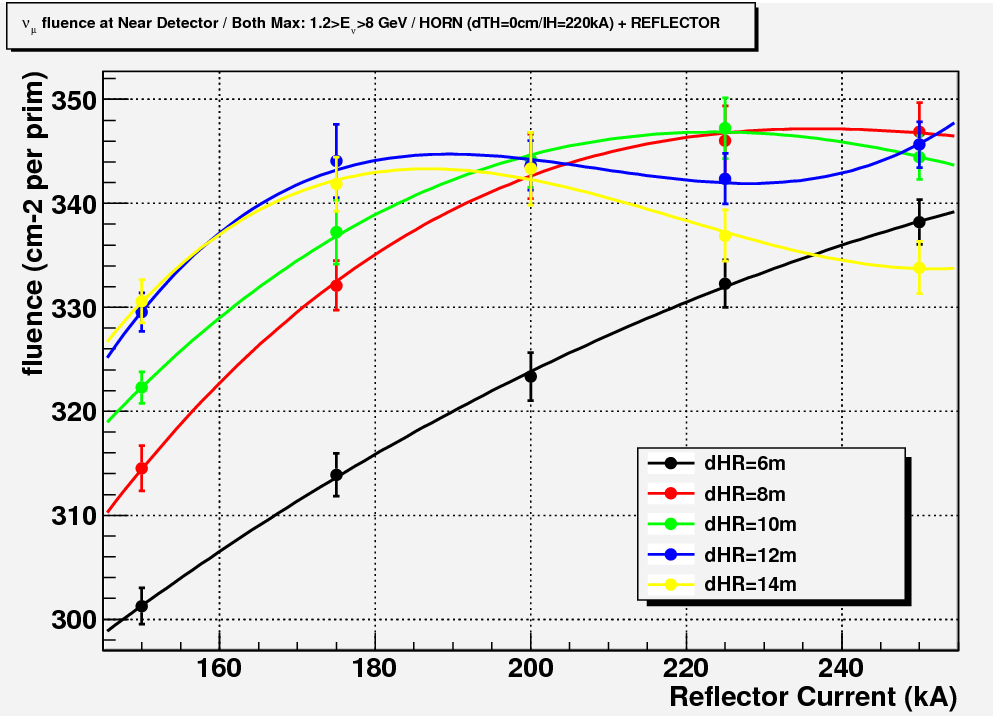 ν_μ fluence at Near Detector / Both Max: 1.2>E_ν>8 GeV / HORN (dTH=0cm/IH=220kA) + REFLECTOR
fluence (cm-2 per prim)
350
340
330
320
310
300
160 180 200 220 240
Reflector Current (kA)
dHR=6m
dHR=8m
dHR=10m
dHR=12m
dHR=14m